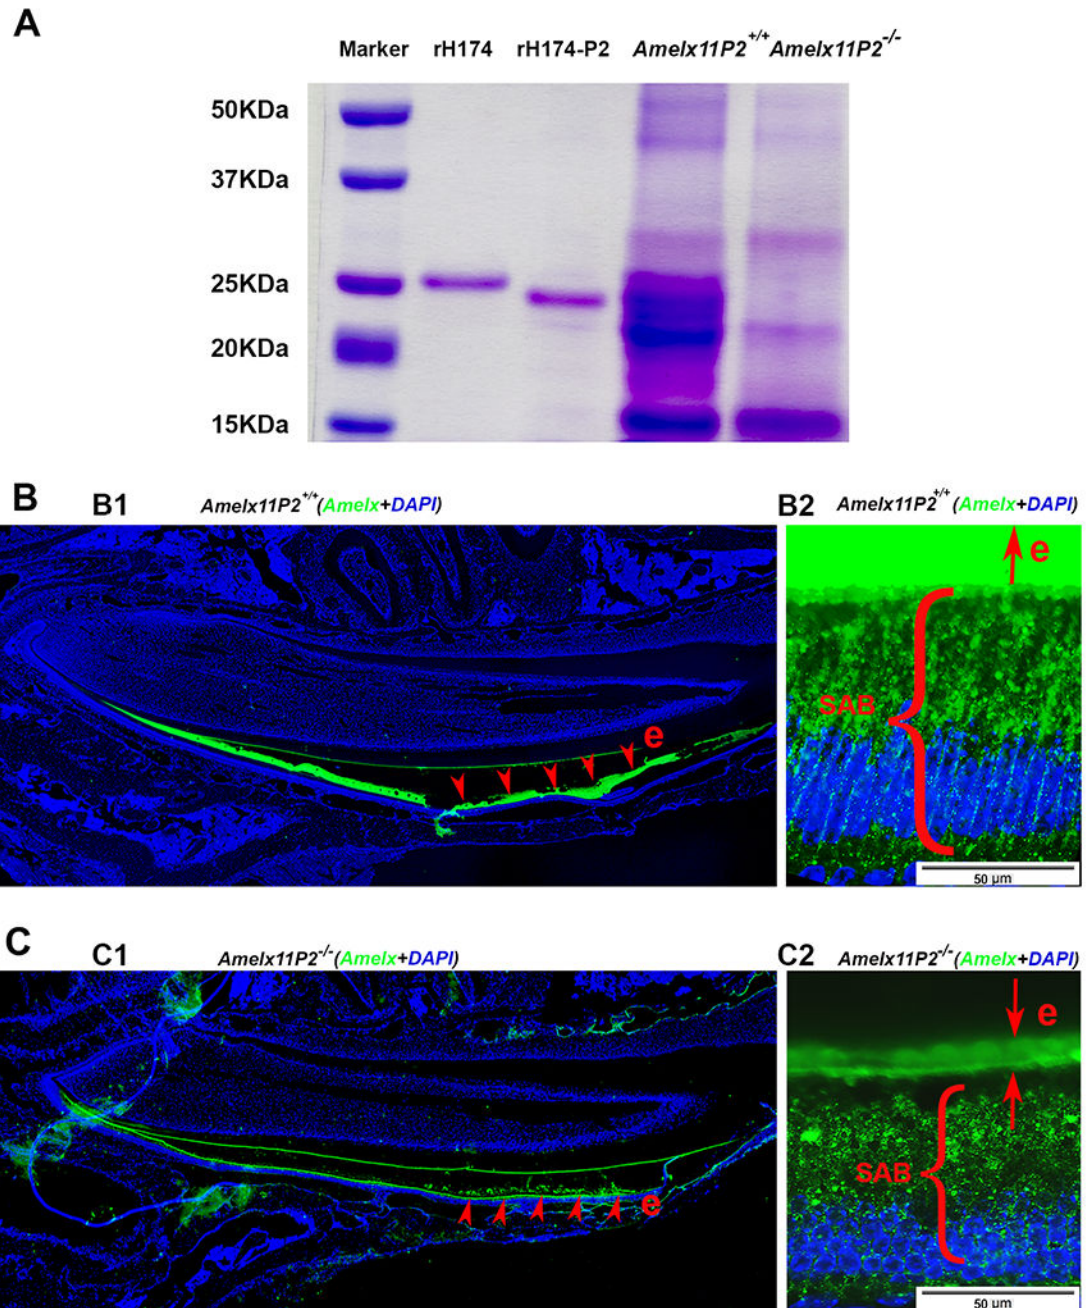 A
Marker rH174 rH174-P2 Amelx11P2+/+ Amelx11P2-/-
50KDa
37KDa
25KDa
20KDa
15KDa
B B1 Amelx11P2+/+(Amelx+DAPI)
B2 Amelx11P2+/+(Amelx+DAPI)
e
e
SAB
50 µm
C C1 Amelx11P2-/-(Amelx+DAPI)
C2 Amelx11P2-/-(Amelx+DAPI)
e
e
SAB
50 µm